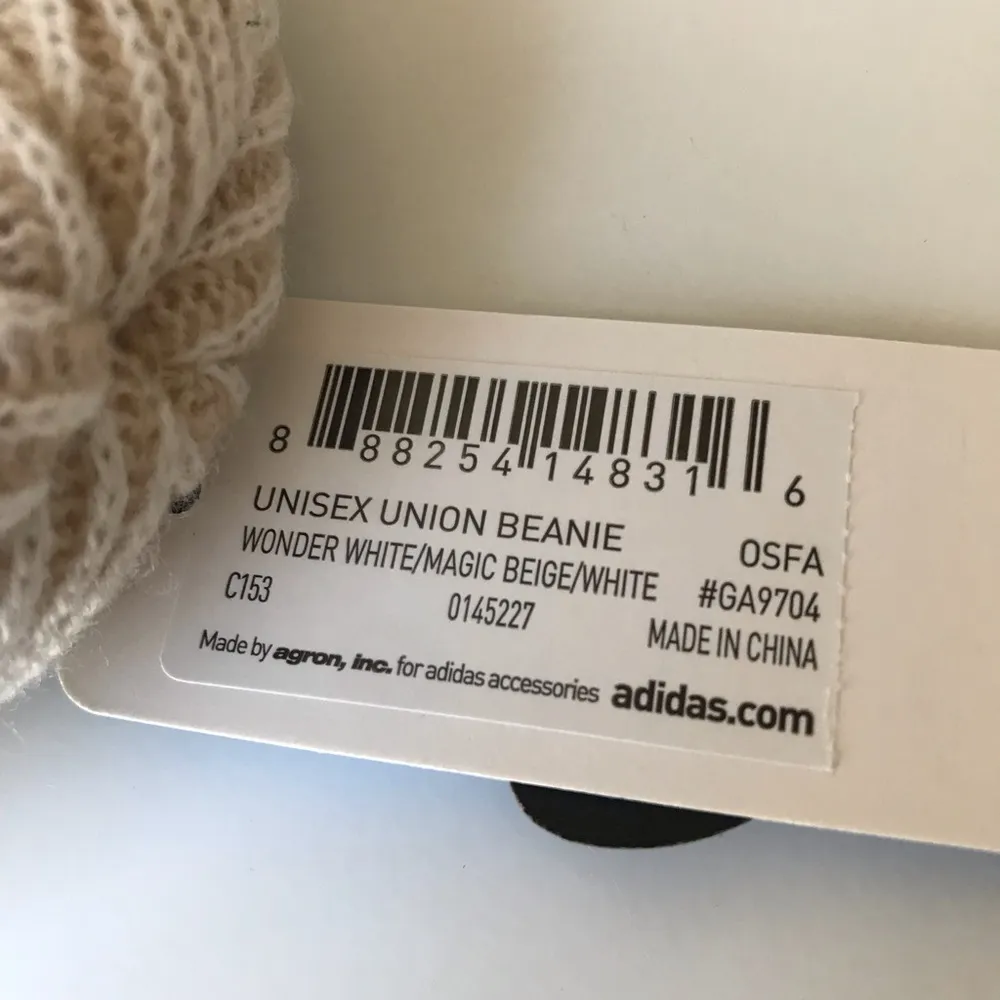 8 88254 14831 6
UNISEX UNION BEANIE OSFA
WONDER WHITE/MAGIC BEIGE/WHITE #GA9704
C153 0145227 MADE IN CHINA
Made by agron, inc. for adidas accessories adidas.com